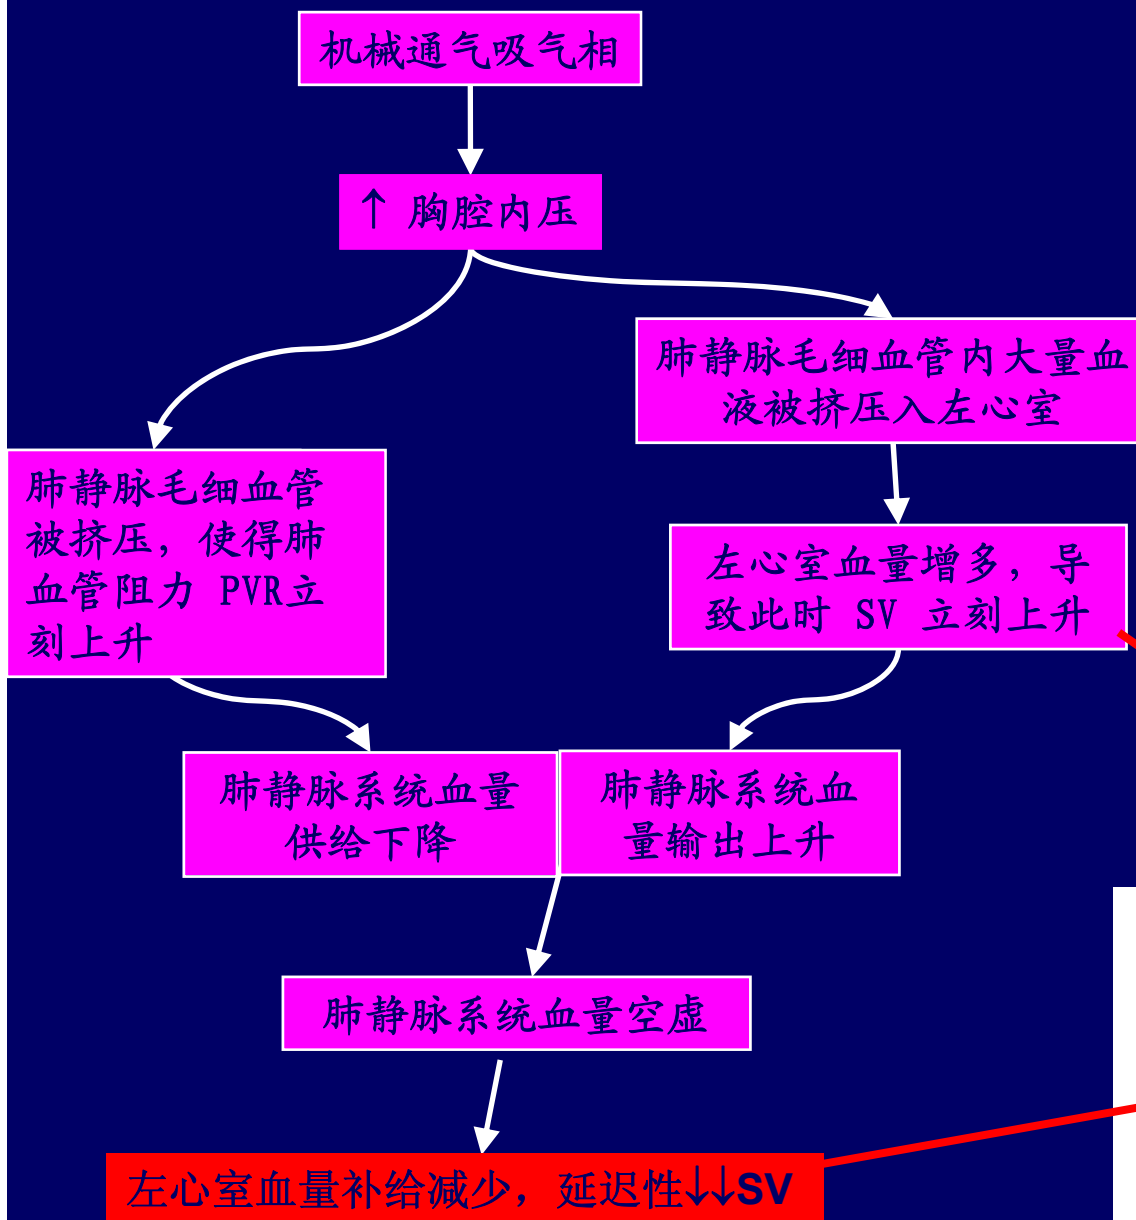 机械通气吸气相
↑ 胸腔内压
肺静脉毛细血管内大量血
液被挤压入左心室
肺静脉毛细血管
被挤压，使得肺
血管阻力 PVR立
刻上升
左心室血量增多，导
致此时 SV 立刻上升
肺静脉系统血量
供给下降
肺静脉系统血
量输出上升
肺静脉系统血量空虚
左心室血量补给减少，延迟性↓↓SV